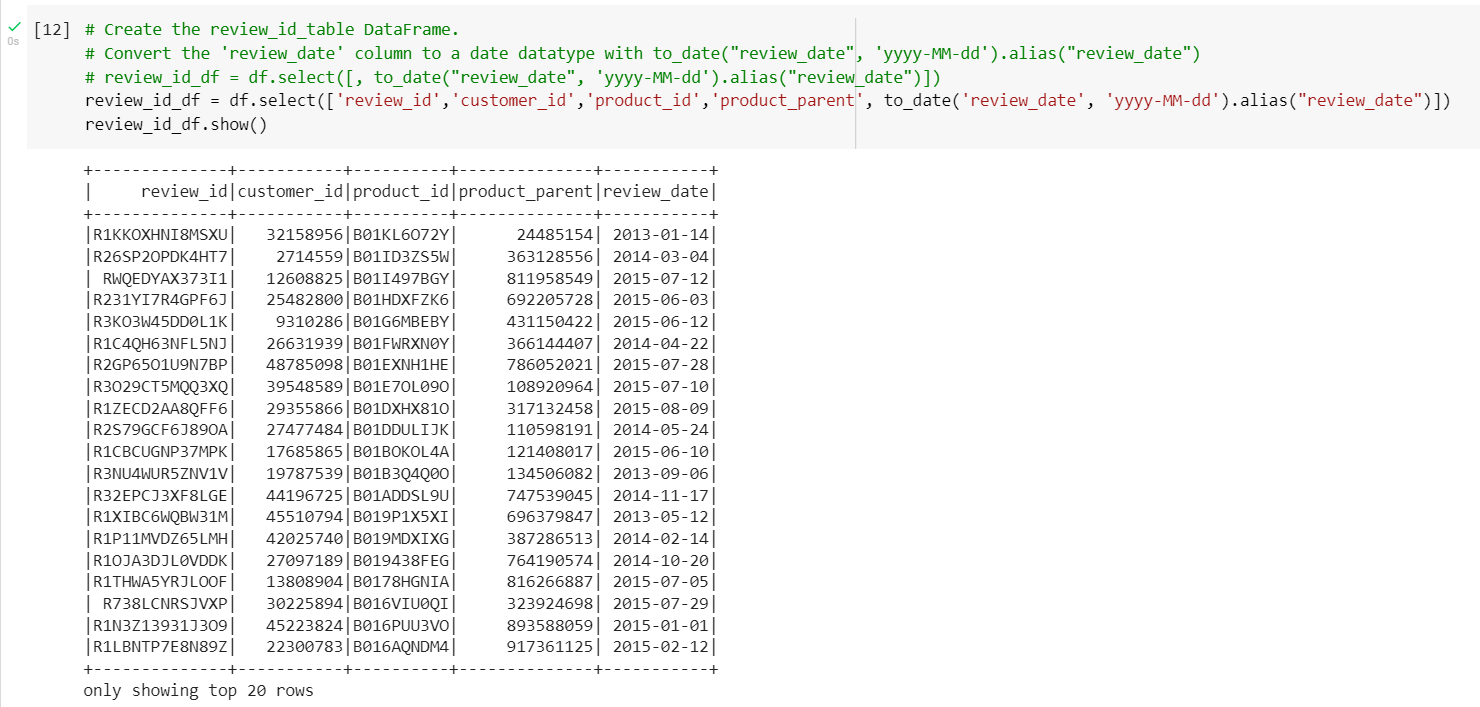 [12] # Create the review_id_table DataFrame.
0s
# Convert the 'review_date' column to a date datatype with to_date("review_date", 'yyyy-MM-dd').alias("review_date")
# review_id_df = df.select([, to_date("review_date", 'yyyy-MM-dd').alias("review_date")])
review_id_df = df.select(['review_id','customer_id','product_id','product_parent', to_date('review_date', 'yyyy-MM-dd').alias("review_date")])
review_id_df.show()
+--------------+-----------+----------+--------------+-----------+
|     review_id|customer_id|product_id|product_parent|review_date|
+--------------+-----------+----------+--------------+-----------+
|R1KKOXHNI8MSXU|   32158956|B01KL6O72Y|      24485154| 2013-01-14|
|R26SP2OPDK4HT7|    2714559|B01ID3ZS5W|     363128556| 2014-03-04|
| RWQEDYAX373I1|   12608825|B01I497BGY|     811958549| 2015-07-12|
|R231YI7R4GPF6J|   25482800|B01HDXFZK6|     692205728| 2015-06-03|
|R3KO3W45DD0L1K|    9310286|B01G6MBEBY|     431150422| 2015-06-12|
|R1C4QH63NFL5NJ|   26631939|B01FWRXN0Y|     366144407| 2014-04-22|
|R2GP65O1U9N7BP|   48785098|B01EXNH1HE|     786052021| 2015-07-28|
|R3O29CT5MQQ3XQ|   39548589|B01E7OL09O|     108920964| 2015-07-10|
|R1ZECD2AA8QFF6|   29355866|B01DXHX81O|     317132458| 2015-08-09|
|R2S79GCF6J89OA|   27477484|B01DDULIJK|     110598191| 2014-05-24|
|R1CBCUGNP37MPK|   17685865|B01BOKOL4A|     121408017| 2015-06-10|
|R3NU4WUR5ZNV1V|   19787539|B01B3Q4Q0O|     134506082| 2013-09-06|
|R32EPCJ3XF8LGE|   44196725|B01ADDSL9U|     747539045| 2014-11-17|
|R1XIBC6WQBW31M|   45510794|B019P1X5XI|     696379847| 2013-05-12|
|R1P11MVDZ65LMH|   42025740|B019MDXIXG|     387286513| 2014-02-14|
|R1OJA3DJL0VDDK|   27097189|B019438FEG|     764190574| 2014-10-20|
|R1THWA5YRJLOOF|   13808904|B0178HGNIA|     816266887| 2015-07-05|
| R738LCNRSJVXP|   30225894|B016VIU0QI|     323924698| 2015-07-29|
|R1N3Z13931J3O9|   45223824|B016PUU3VO|     893588059| 2015-01-01|
|R1LBNTP7E8N89Z|   22300783|B016AQNDM4|     917361125| 2015-02-12|
+--------------+-----------+----------+--------------+-----------+
only showing top 20 rows